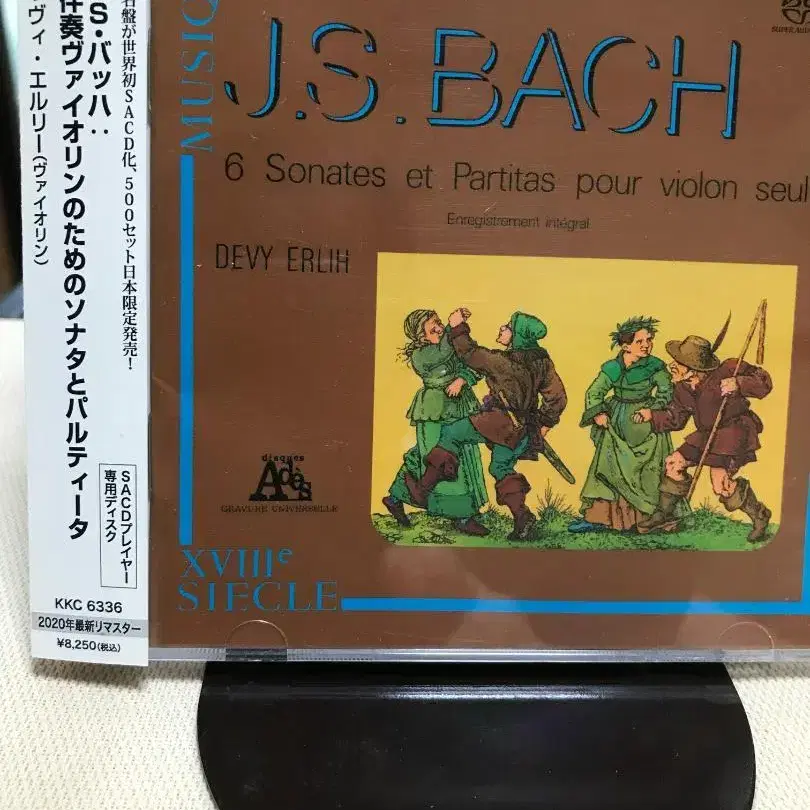 名盤が世界初SACD化、500セット日本限定発売!
S・バッハ:
伴奏ヴァイオリンのためのソナタとパルティータ
ヴィ・エルリー(ヴァイオリン)
SACDプレイヤー
専用ディスク
KKC 6336
2020年最新リマスター
¥8,250(税込)
MUSIQ
J.S.BACH
6 Sonates et Partitas pour violon seul
Enregistrement intégral
DEVY ERLIH
disques
Adès
GRAVURE UNIVERSELLE
XVIIIe
SIECLE